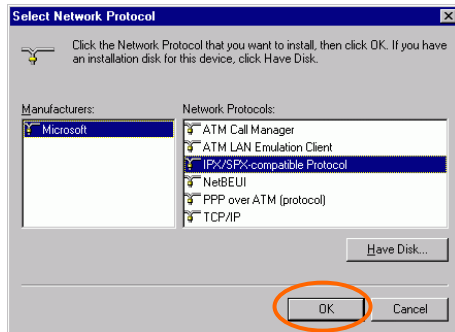 Select Network Protocol
Click the Network Protocol that you want to install, then click OK. If you have
an installation disk for this device, click Have Disk.
Manufacturers:
Microsoft
Network Protocols:
ATM Call Manager
ATM LAN Emulation Client
IPX/SPX-compatible Protocol
NetBEUI
PPP over ATM (protocol)
TCP/IP
Have Disk...
OK
Cancel